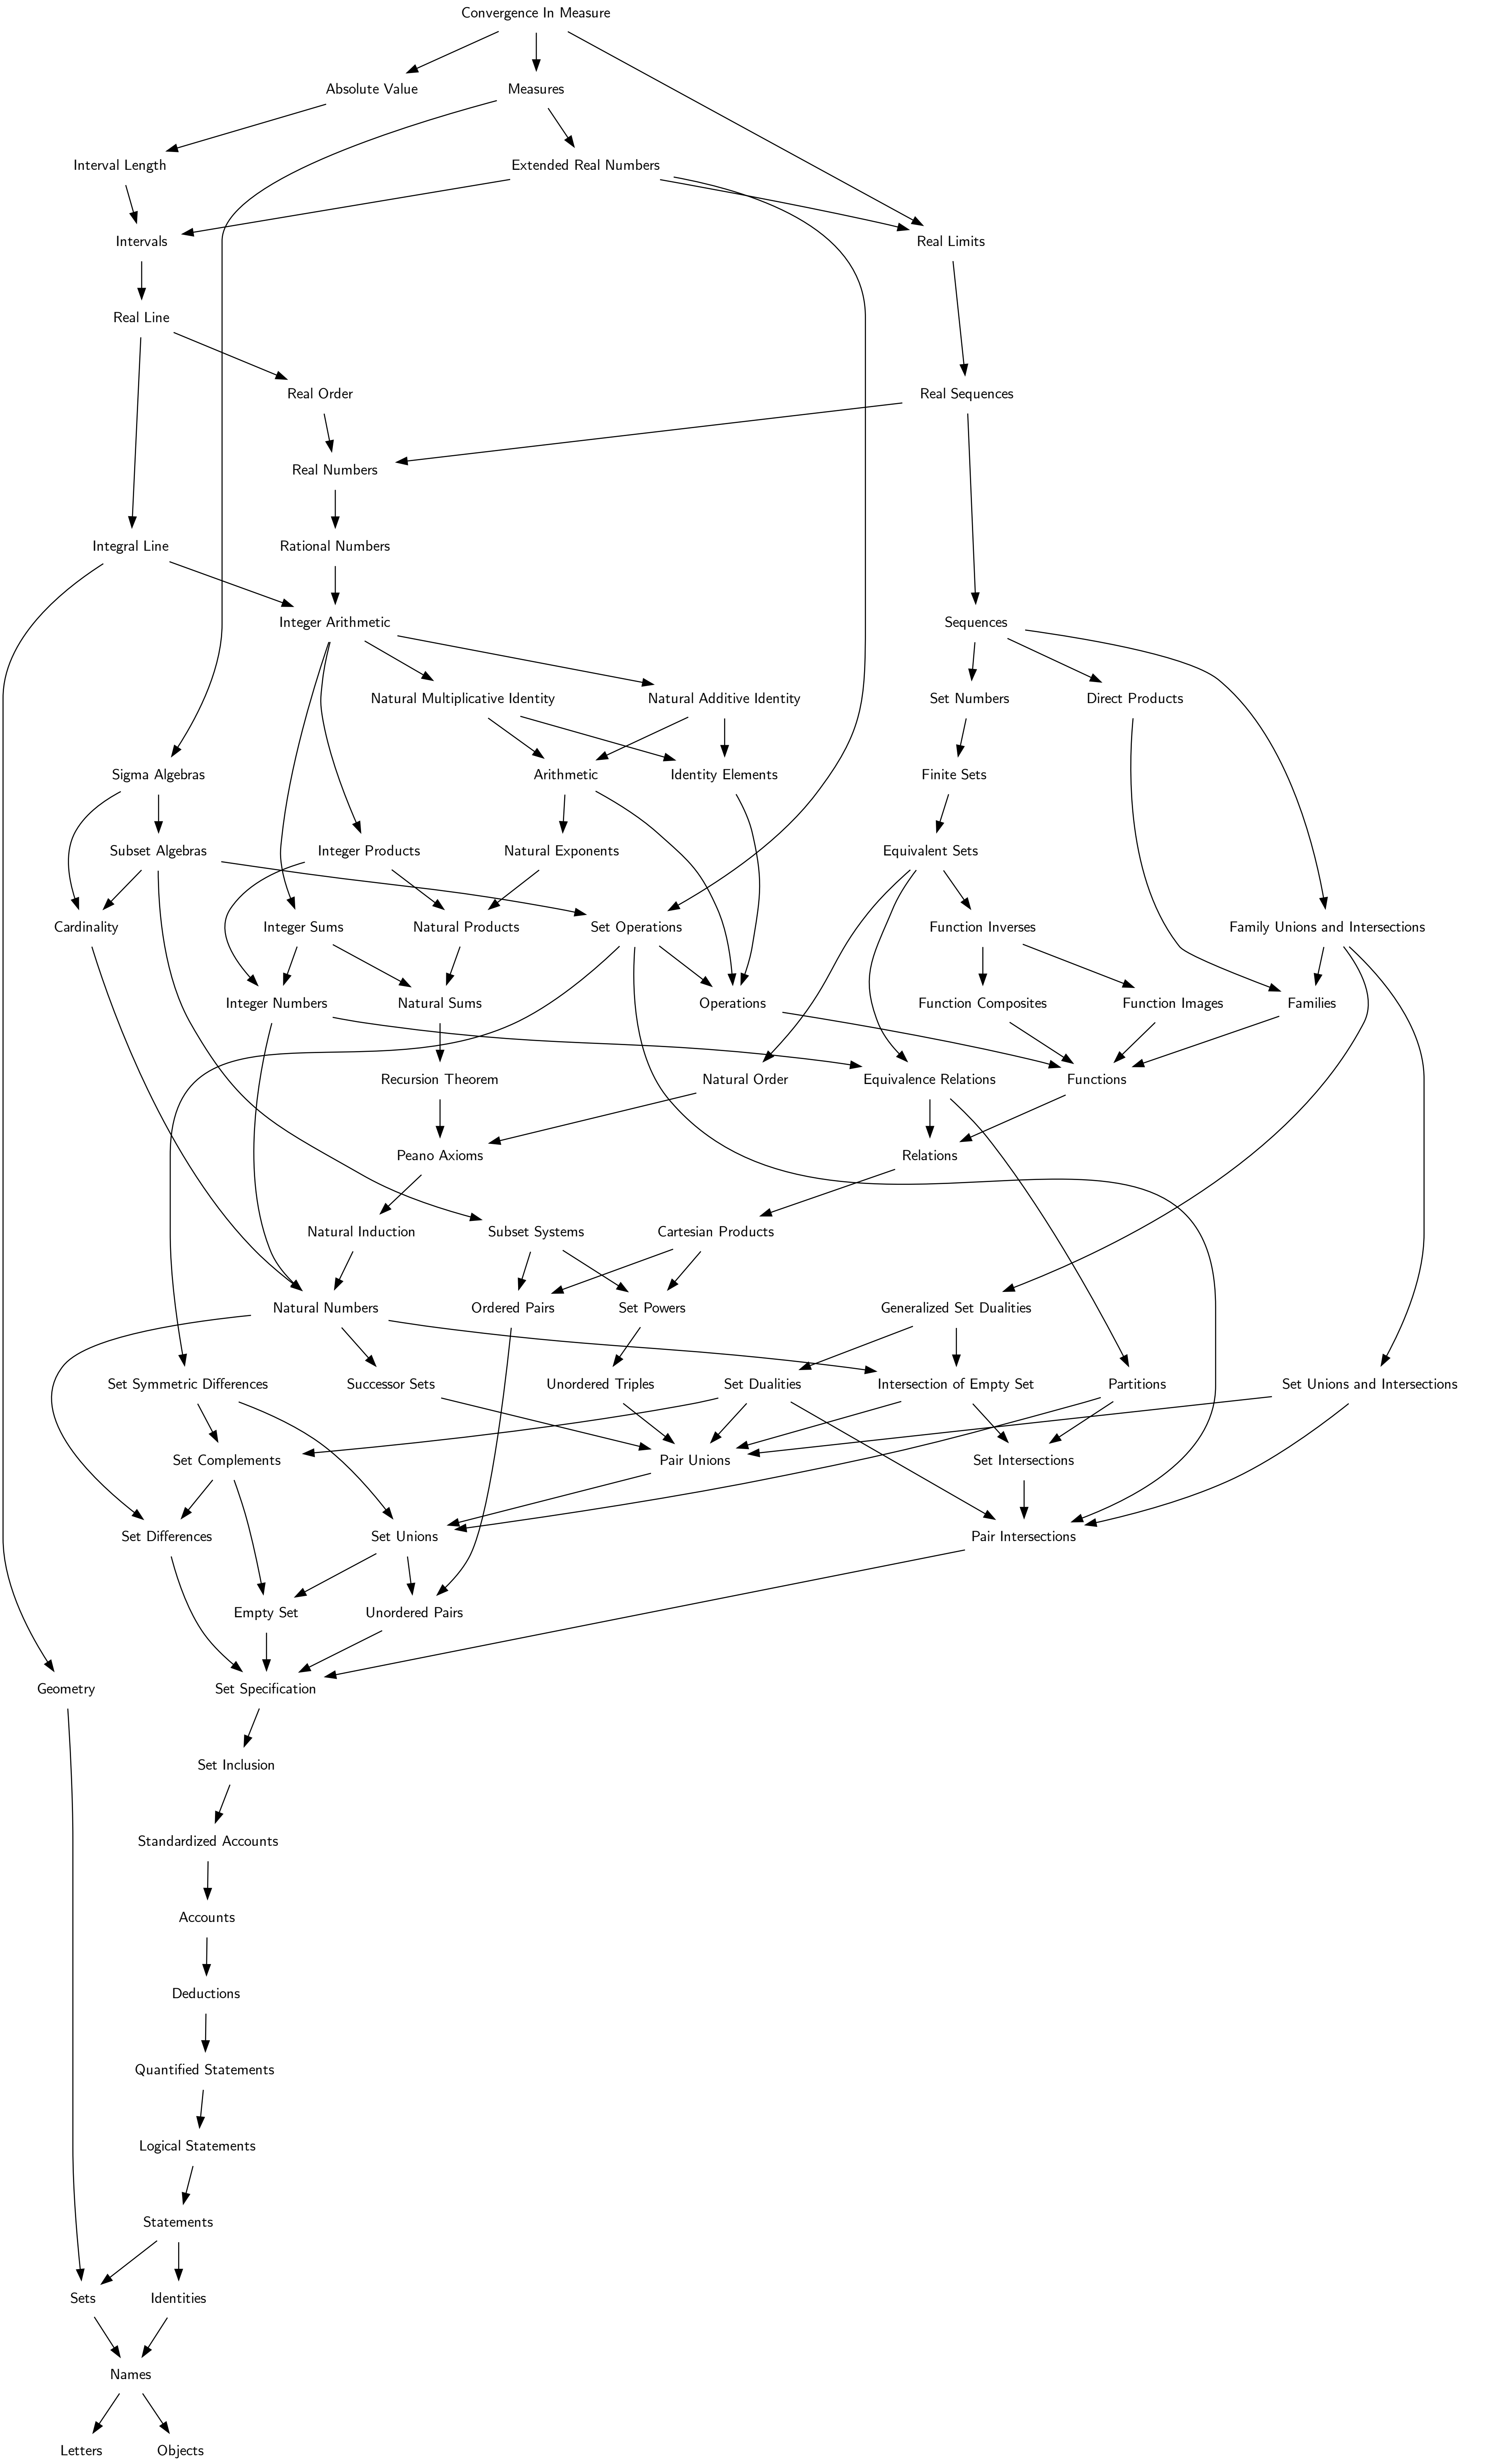 Convergence In Measure
Absolute Value
Measures
Interval Length
Extended Real Numbers
Intervals
Real Limits
Real Line
Real Order
Real Sequences
Real Numbers
Integral Line
Rational Numbers
Integer Arithmetic
Sequences
Natural Multiplicative Identity
Natural Additive Identity
Set Numbers
Direct Products
Sigma Algebras
Arithmetic
Identity Elements
Finite Sets
Subset Algebras
Integer Products
Natural Exponents
Equivalent Sets
Cardinality
Integer Sums
Natural Products
Set Operations
Function Inverses
Family Unions and Intersections
Integer Numbers
Natural Sums
Operations
Function Composites
Function Images
Families
Recursion Theorem
Natural Order
Equivalence Relations
Functions
Peano Axioms
Relations
Natural Induction
Subset Systems
Cartesian Products
Natural Numbers
Ordered Pairs
Set Powers
Generalized Set Dualities
Set Symmetric Differences
Successor Sets
Unordered Triples
Set Dualities
Intersection of Empty Set
Partitions
Set Unions and Intersections
Set Complements
Pair Unions
Set Intersections
Set Differences
Set Unions
Pair Intersections
Empty Set
Unordered Pairs
Geometry
Set Specification
Set Inclusion
Standardized Accounts
Accounts
Deductions
Quantified Statements
Logical Statements
Statements
Sets
Identities
Names
Letters
Objects